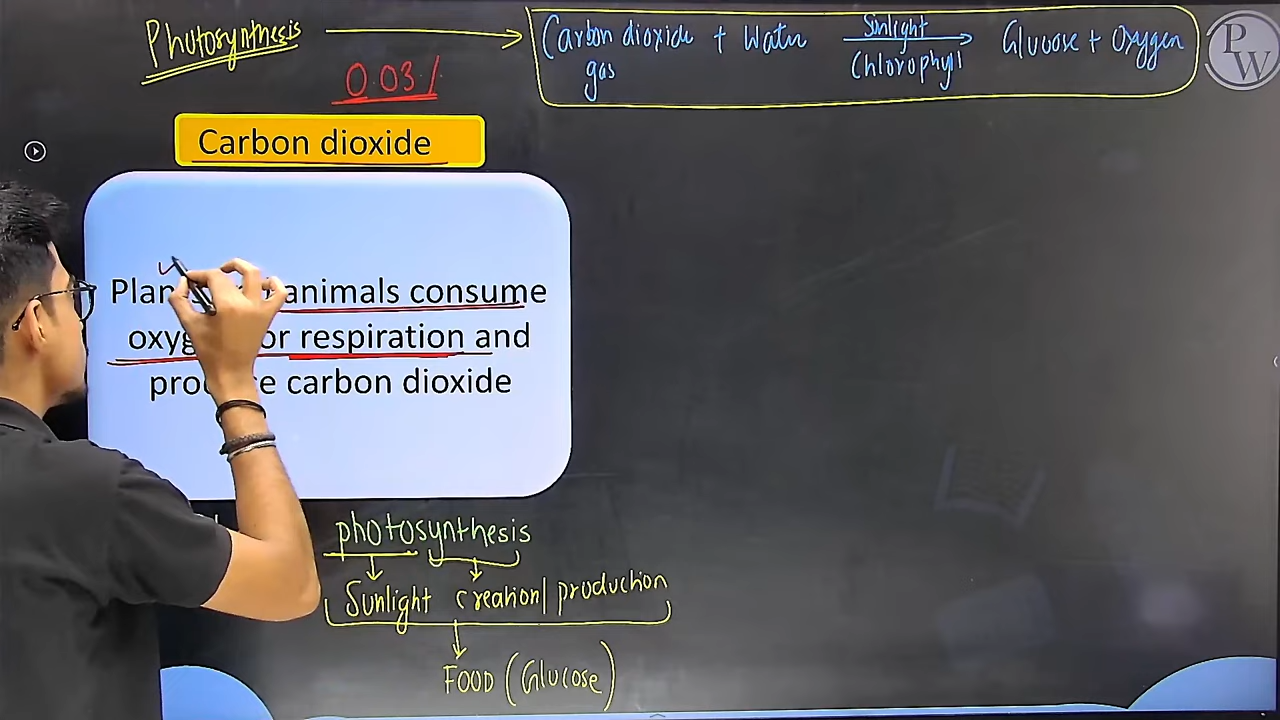 Photosynthesis
Carbon dioxide + Water Sunlight Glucose + Oxygen
gas Chlorophyll
PW
0.03%
Carbon dioxide
animals consume
respiration and
carbon dioxide
photosynthesis
Sunlight creation/production
Food (Glucose)